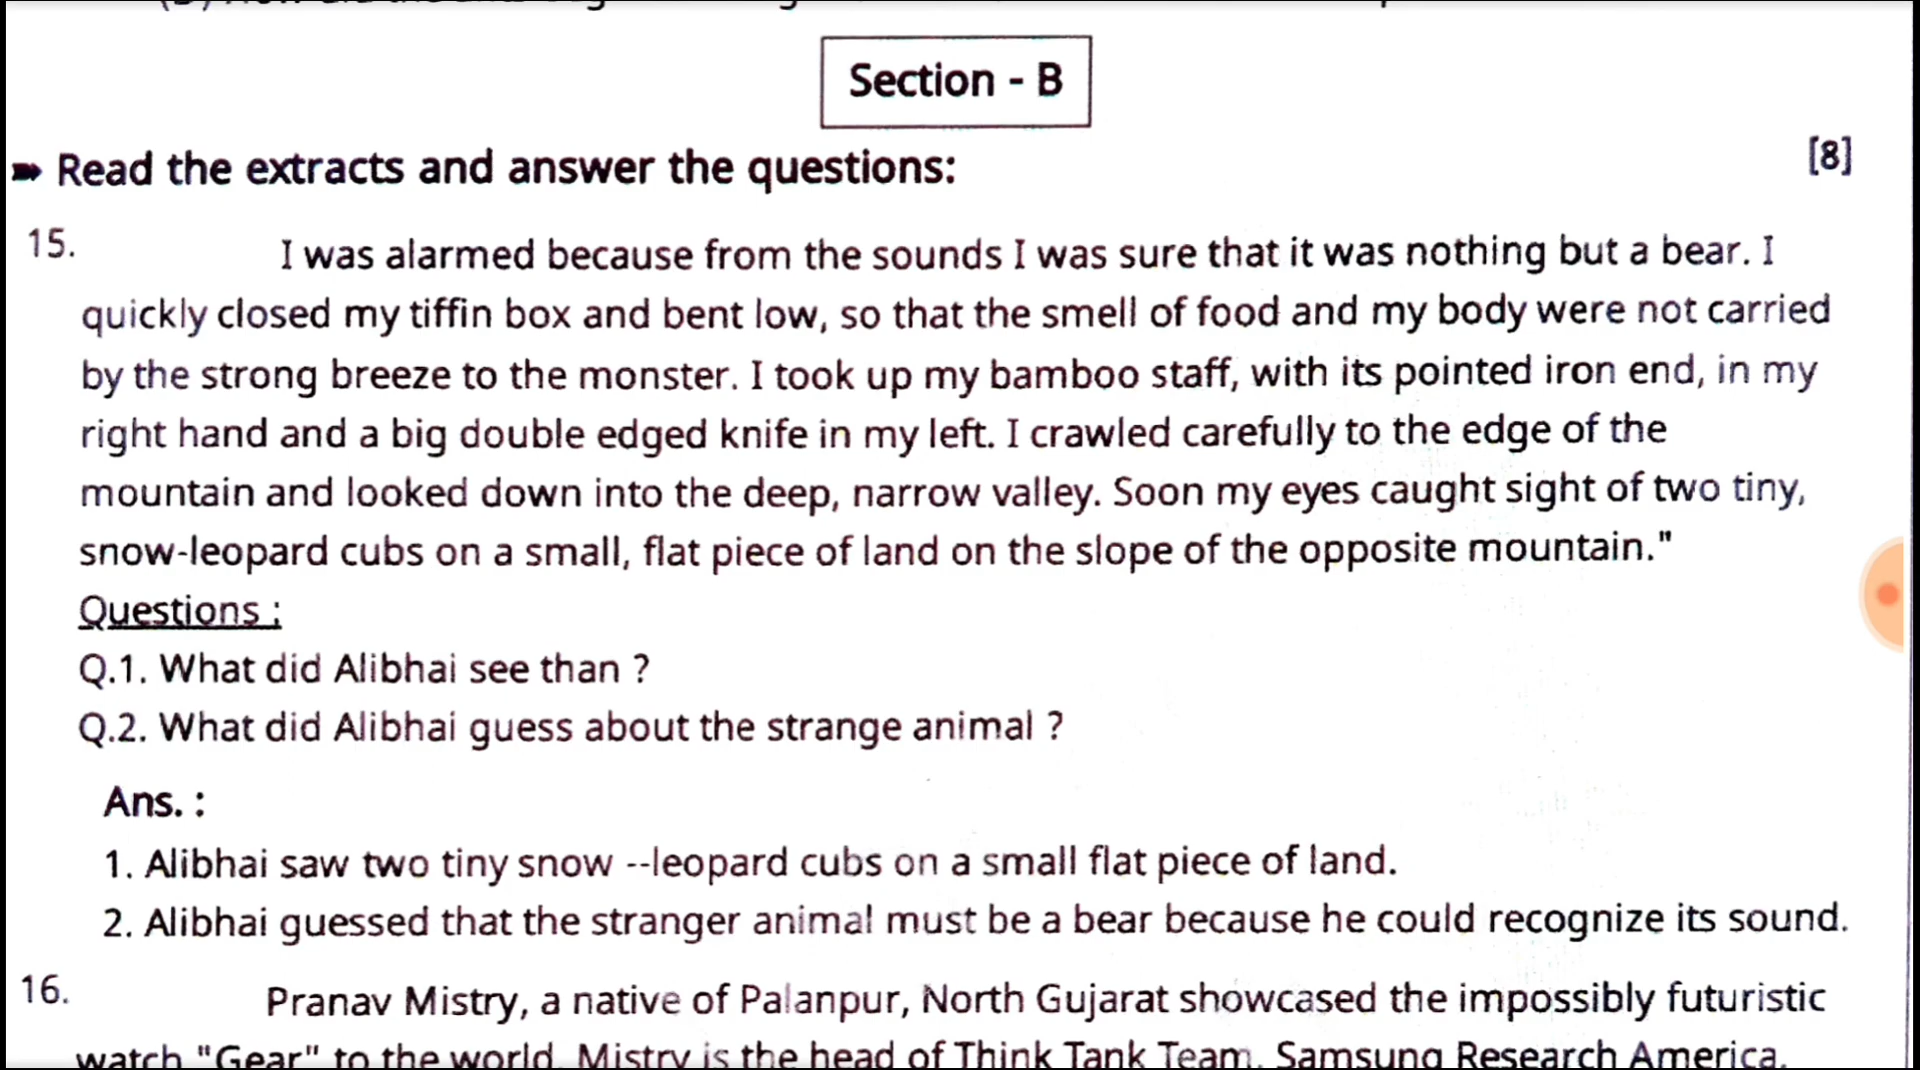 Section - B
➠ Read the extracts and answer the questions: [8]
15. I was alarmed because from the sounds I was sure that it was nothing but a bear. I
quickly closed my tiffin box and bent low, so that the smell of food and my body were not carried
by the strong breeze to the monster. I took up my bamboo staff, with its pointed iron end, in my
right hand and a big double edged knife in my left. I crawled carefully to the edge of the
mountain and looked down into the deep, narrow valley. Soon my eyes caught sight of two tiny,
snow-leopard cubs on a small, flat piece of land on the slope of the opposite mountain."
Questions :
Q.1. What did Alibhai see than ?
Q.2. What did Alibhai guess about the strange animal ?
Ans. :
1. Alibhai saw two tiny snow --leopard cubs on a small flat piece of land.
2. Alibhai guessed that the stranger animal must be a bear because he could recognize its sound.
16. Pranav Mistry, a native of Palanpur, North Gujarat showcased the impossibly futuristic
watch "Gear" to the world. Mistry is the head of Think Tank Team, Samsung Research America.